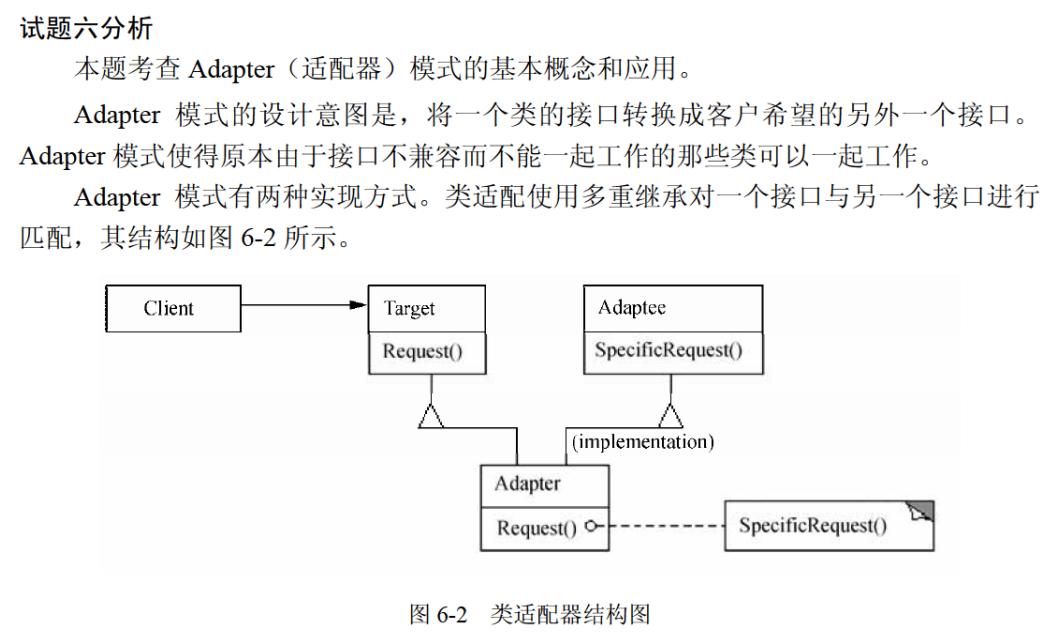 试题六分析
本题考查 Adapter（适配器）模式的基本概念和应用。
Adapter 模式的设计意图是，将一个类的接口转换成客户希望的另外一个接口。
Adapter 模式使得原本由于接口不兼容而不能一起工作的那些类可以一起工作。
Adapter 模式有两种实现方式。类适配使用多重继承对一个接口与另一个接口进行
匹配，其结构如图 6-2 所示。
Client
Target
Adaptee
Request()
SpecificRequest()
(implementation)
Adapter
Request()
SpecificRequest()
图 6-2 类适配器结构图